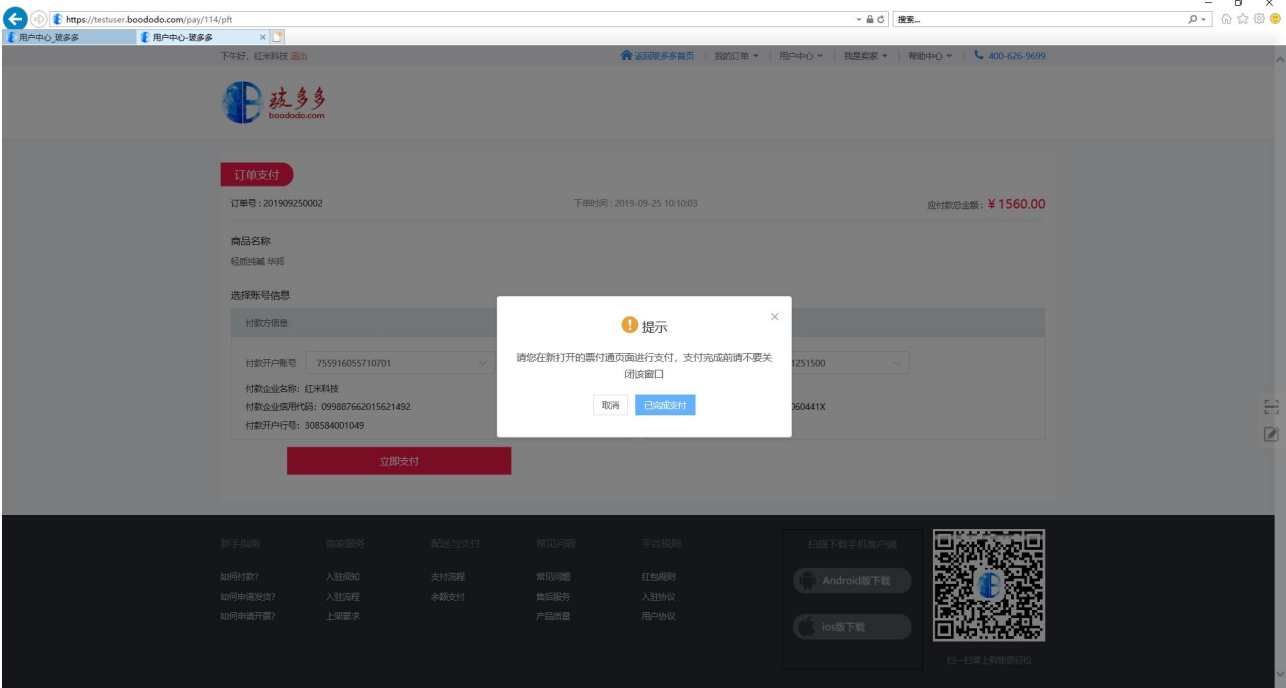 https://testuser.boododo.com/pay/114/pft
搜索...
用户中心_玻多多
用户中心-玻多多
下午好，红米科技 退出
返回玻多多首页
我的订单
用户中心
我是卖家
帮助中心
400-626-9699
玻多多
boododo.com
订单支付
订单号：201909250002
下单时间：2019-09-25 10:10:03
应付款总金额：¥1560.00
商品名称
轻质纯碱 华邦
选择账号信息
付款方信息
付款开户账号 755916055710701
1251500
付款企业名称：红米科技
付款企业信用代码：099887662015621492
060441X
付款开户行号：308584001049
提示
请您在新打开的票付通页面进行支付，支付完成前请不要关
闭该窗口
取消
已完成支付
立即支付
新手指南 商家服务 配送与支付 常见问题 平台规则
如何付款? 入驻须知 支付流程 常见问题 红包规则
如何申请发货? 入驻流程 余额支付 售后服务 入驻协议
如何申请开票? 上架要求 产品质量 用户协议
扫描下载手机客户端
Android版下载
ios版下载
扫一扫掌上购物更轻松